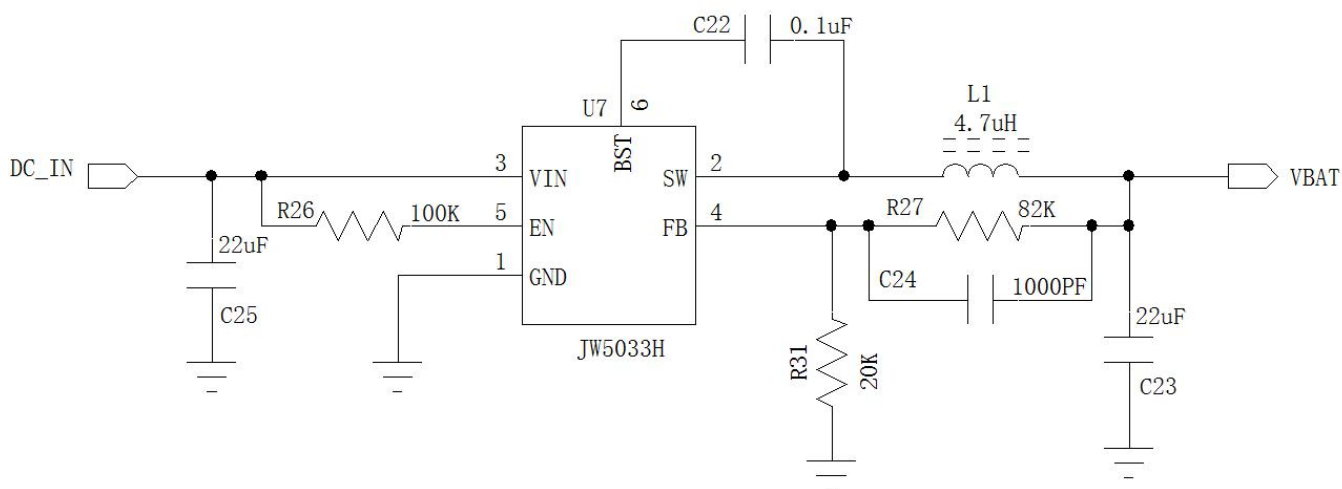 C22
0.1uF
U7
6
BST
L1
4.7uH
DC_IN
3
VIN
SW
2
VBAT
R26
100K
5
EN
FB
4
R27
82K
22uF
C25
1
GND
C24
1000PF
JW5033H
R31
20K
22uF
C23